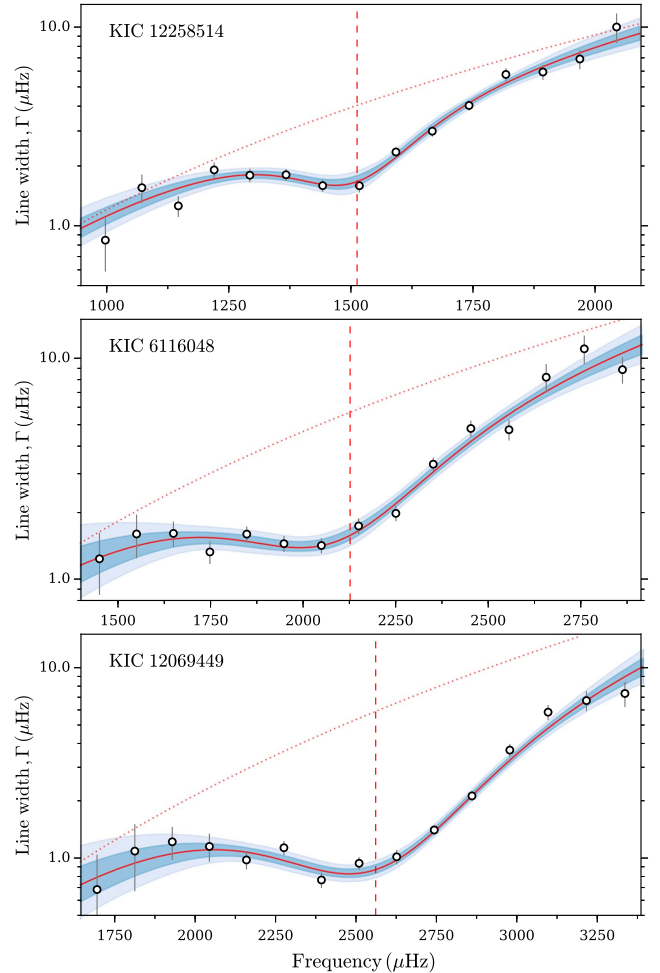 KIC 12258514
10.0
1.0
Line width, Γ (μHz)
1000 1250 1500 1750 2000
KIC 6116048
10.0
1.0
Line width, Γ (μHz)
1500 1750 2000 2250 2500 2750
KIC 12069449
10.0
1.0
Line width, Γ (μHz)
1750 2000 2250 2500 2750 3000 3250
Frequency (μHz)